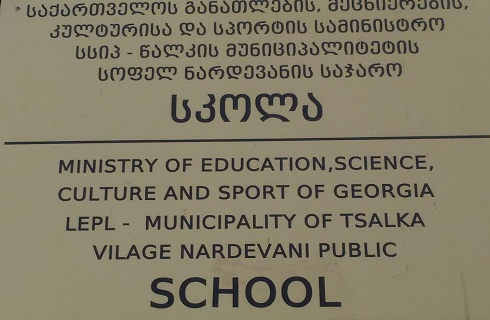 საქართველოს განათლების, მეცნიერების,
კულტურისა და სპორტის სამინისტრო
სსიპ - წალკის მუნიციპალიტეტის
სოფელ ნარდევანის საჯარო
სკოლა
MINISTRY OF EDUCATION,SCIENCE,
CULTURE AND SPORT OF GEORGIA
LEPL - MUNICIPALITY OF TSALKA
VILAGE NARDEVANI PUBLIC
SCHOOL